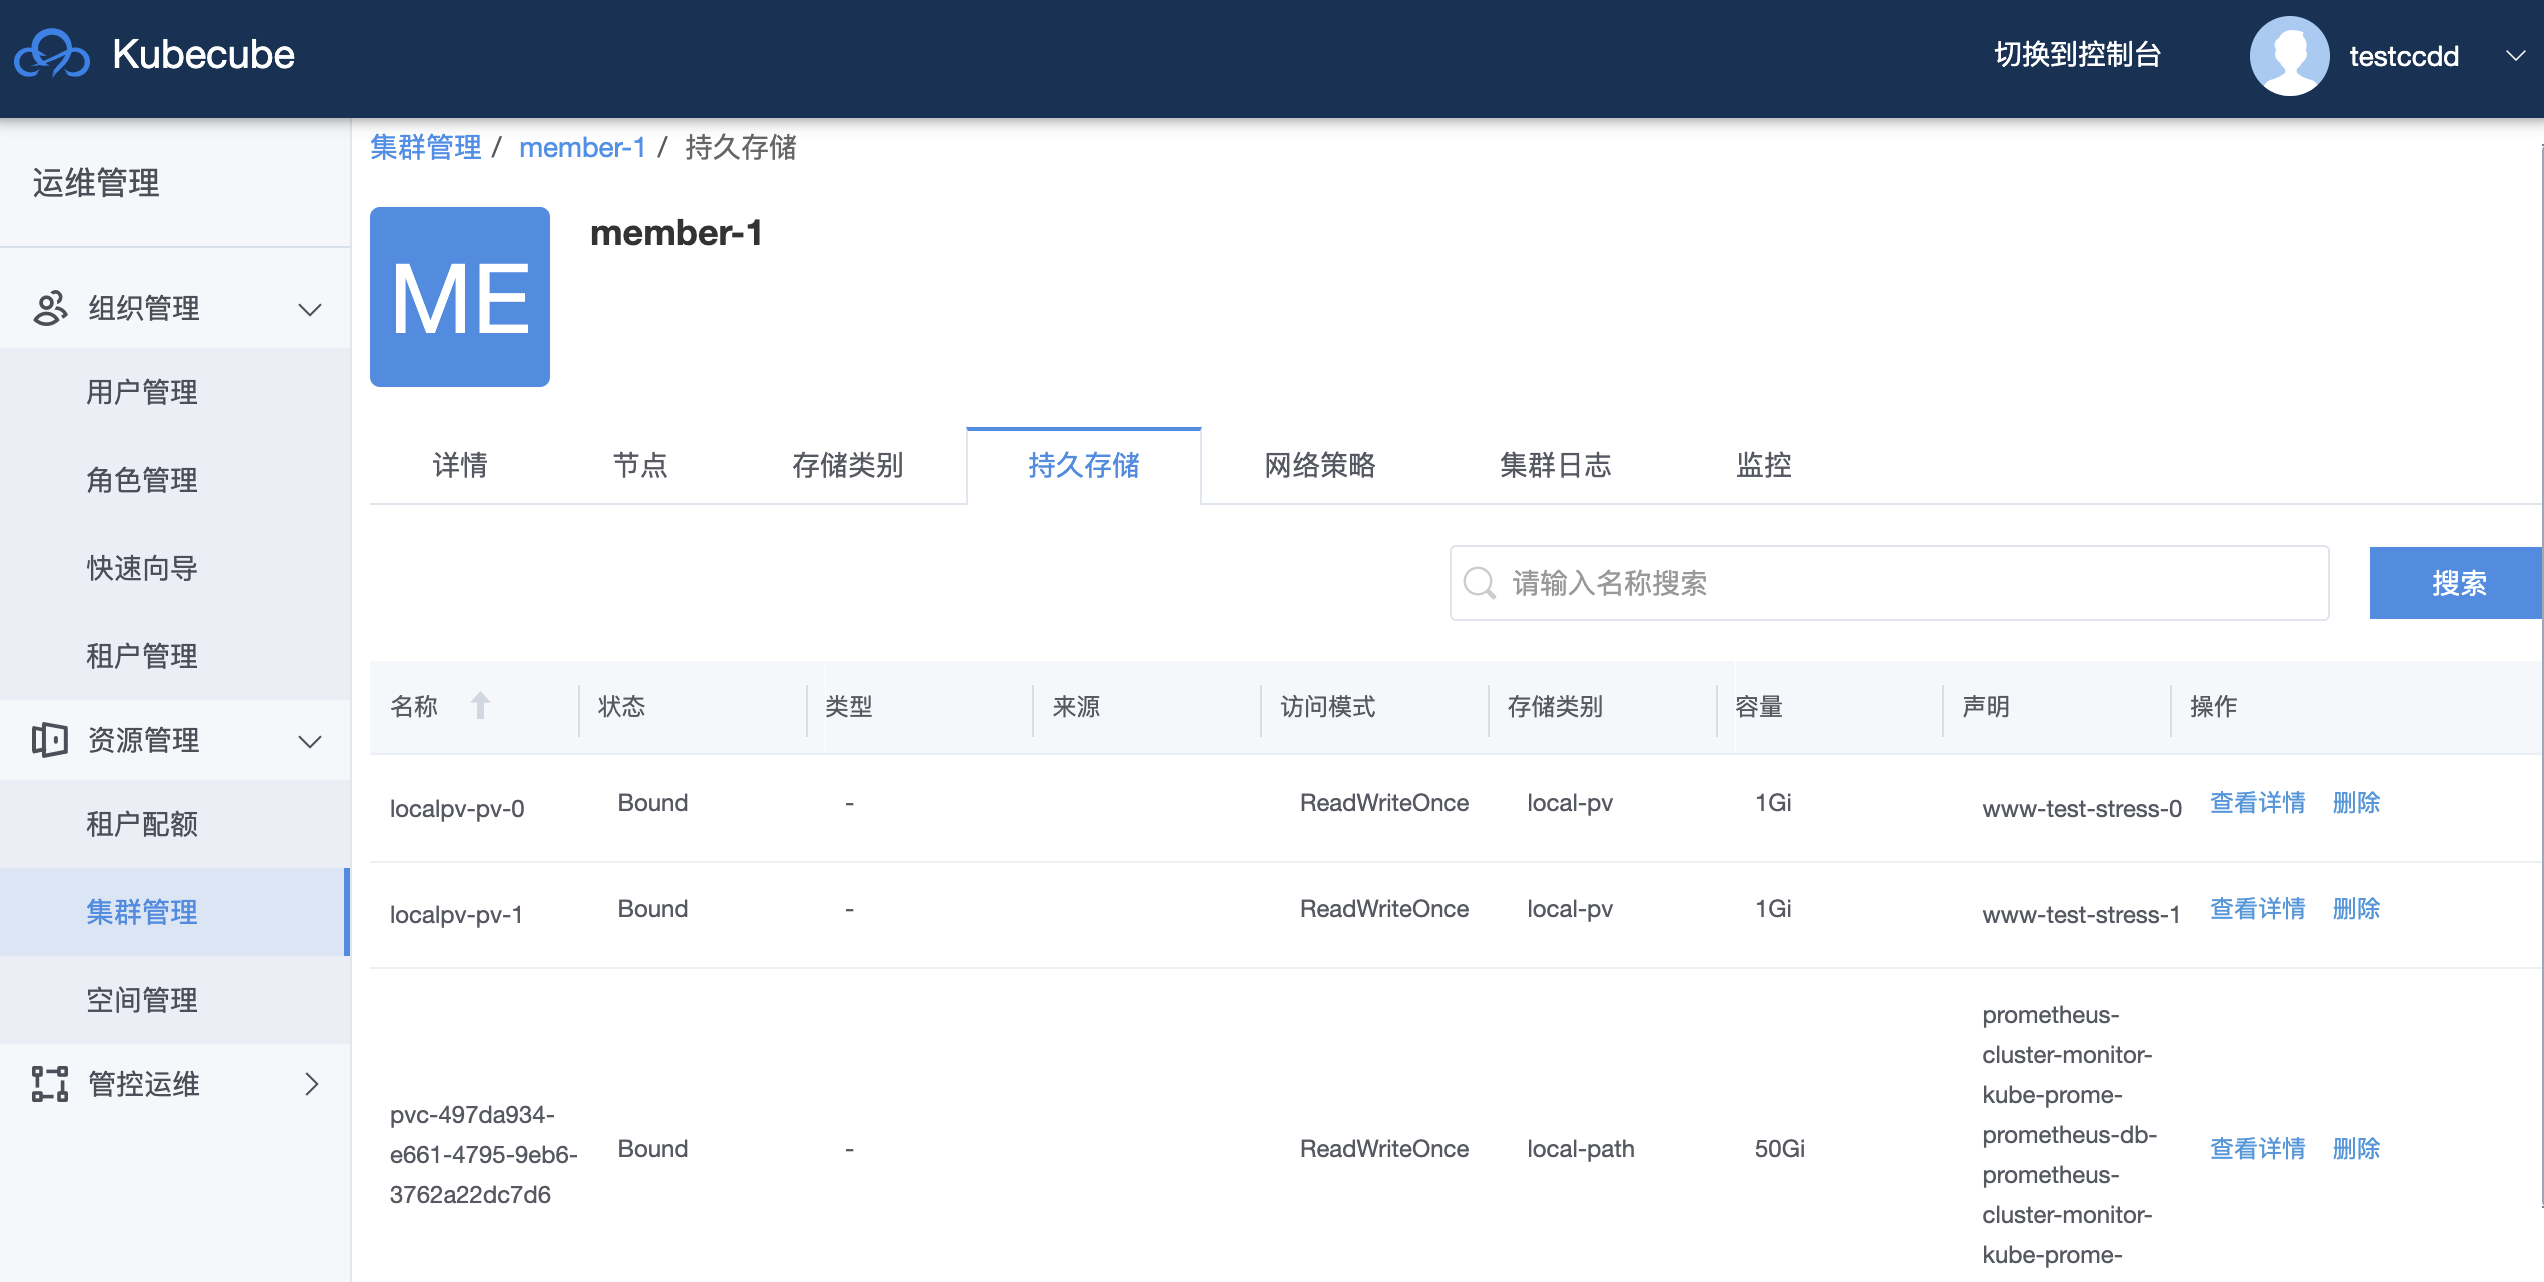 Kubecube
切换到控制台
testccdd
运维管理
组织管理
用户管理
角色管理
快速向导
租户管理
资源管理
租户配额
集群管理
空间管理
管控运维
集群管理 / member-1 / 持久存储
ME
member-1
详情 节点 存储类别 持久存储 网络策略 集群日志 监控
请输入名称搜索
搜索
名称 状态 类型 来源 访问模式 存储类别 容量 声明 操作
localpv-pv-0 Bound - ReadWriteOnce local-pv 1Gi www-test-stress-0 查看详情 删除
localpv-pv-1 Bound - ReadWriteOnce local-pv 1Gi www-test-stress-1 查看详情 删除
pvc-497da934-
e661-4795-9eb6-
3762a22dc7d6
Bound - ReadWriteOnce local-path 50Gi
prometheus-
cluster-monitor-
kube-prome-
prometheus-db-
prometheus-
cluster-monitor-
kube-prome-
查看详情 删除